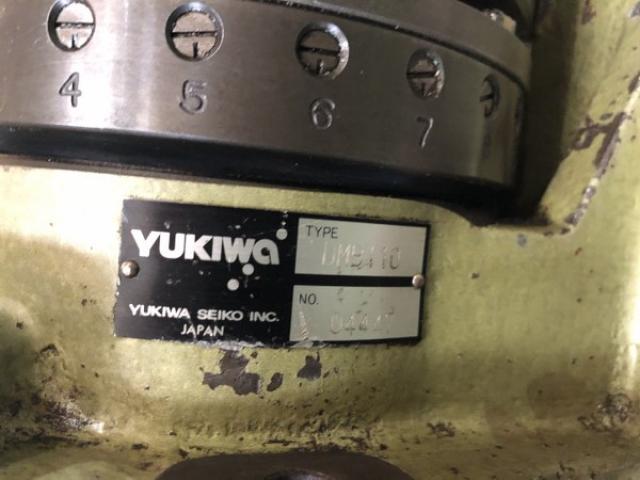 4 5 6 7
YUKIWA
TYPE
NO.
YUKIWA SEIKO INC.
JAPAN